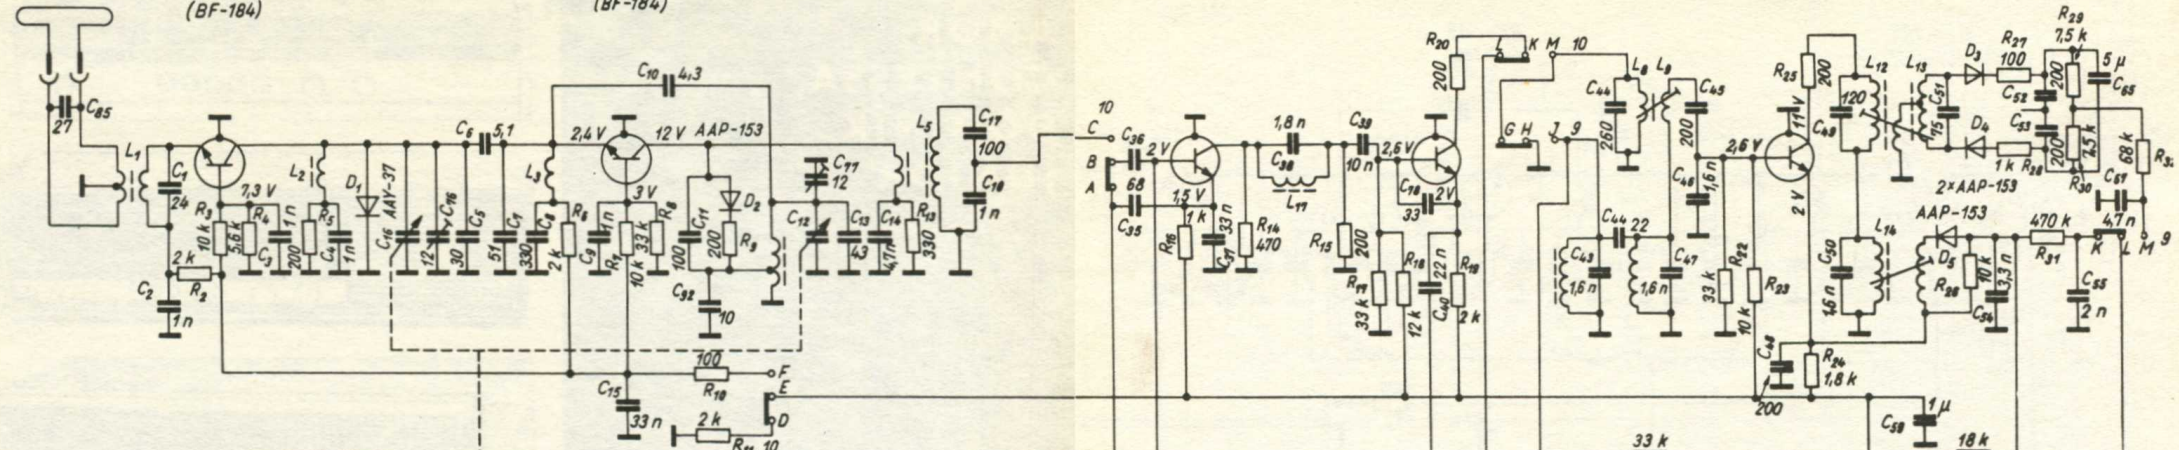 (BF-184)
(BF-184)
C85
27
L1
C1
24
C2
1 n
2 k
R2
R3
10 k
R4
5,6 k
C3
1 n
7,3 V
L2
R5
200
C4
1 n
D1
AAY-37
C16
C16
12
C5
30
C6
5,1
C7
51
L3
C8
330
R6
2 k
C10
4,3
2,4 V
12 V
AAP-153
3 V
C9
1 n
R7
10 k
33 k
R8
C11
100
D2
200
R9
C92
10
C77
12
C12
C13
43
C14
4,7 n
R13
330
L5
C17
100
C18
1 n
100
R10
F
E
D
C15
33 n
2 k
R11
10
10
C
B
A
C36
68
C35
2 V
1,5 V
1 k
R16
33 n
C37
1,8 n
C38
L17
R14
470
C39
10 n
R15
200
R17
33 k
R18
12 k
C78
33
2,6 V
2 V
22 n
C40
R19
2 k
R20
200
L
K
M
10
G
H
J
9
L8
L9
C44
260
C45
200
C43
1,6 n
C44
22
C47
1,6 n
C46
1,6 n
2,6 V
33 k
R22
R23
10 k
R25
200
11 V
2 V
C48
200
R24
1,8 k
L12
120
C49
L13
C51
75
L14
C50
1,6 n
D3
D4
R27
100
1 k
R28
C52
200
C53
200
R29
7,5 k
7,5 k
R30
5 μ
C65
68 k
2×AAP-153
AAP-153
D5
R26
10 k
3,3 n
C54
470 k
R31
C67
4,7 n
K
L
M
9
C55
2 n
1 μ
C59
33 k
18 k